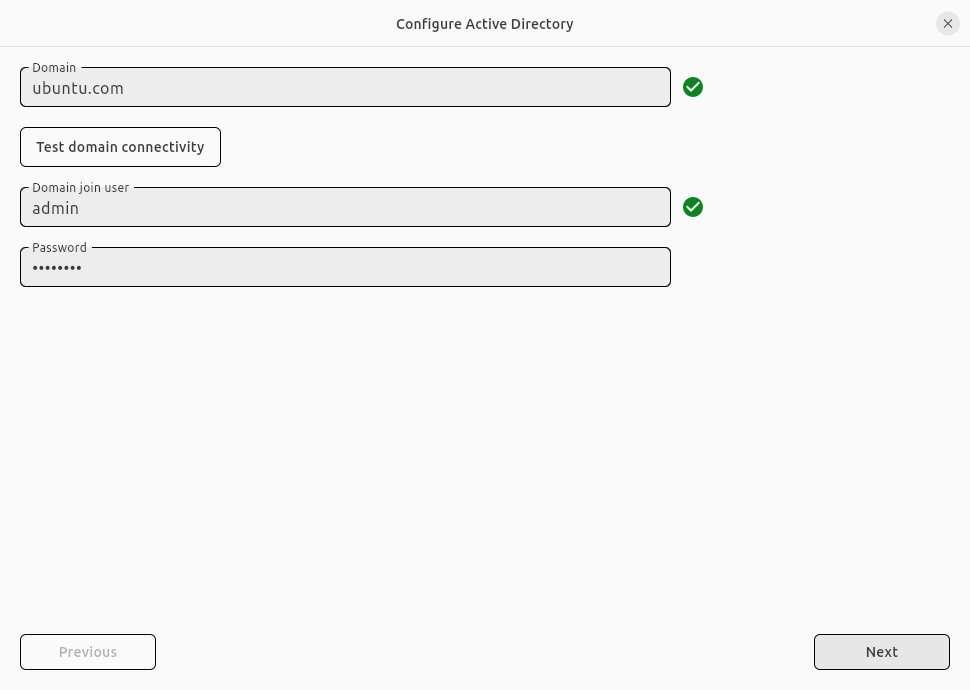 Configure Active Directory
Domain
ubuntu.com
Test domain connectivity
Domain join user
admin
Password
••••••••
Previous
Next